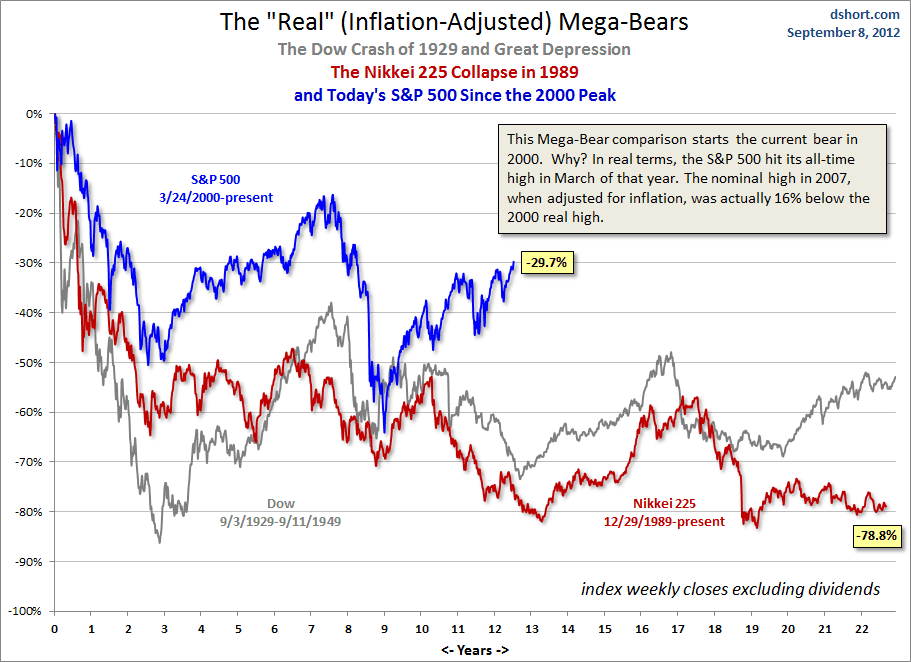 The "Real" (Inflation-Adjusted) Mega-Bears
dshort.com
September 8, 2012
The Dow Crash of 1929 and Great Depression
The Nikkei 225 Collapse in 1989
and Today's S&P 500 Since the 2000 Peak
0%
-10%
-20%
-30%
-40%
-50%
-60%
-70%
-80%
-90%
-100%
This Mega-Bear comparison starts the current bear in
2000. Why? In real terms, the S&P 500 hit its all-time
high in March of that year. The nominal high in 2007,
when adjusted for inflation, was actually 16% below the
2000 real high.
S&P 500
3/24/2000-present
-29.7%
Dow
9/3/1929-9/11/1949
Nikkei 225
12/29/1989-present
-78.8%
index weekly closes excluding dividends
0 1 2 3 4 5 6 7 8 9 10 11 12 13 14 15 16 17 18 19 20 21 22
<- Years ->